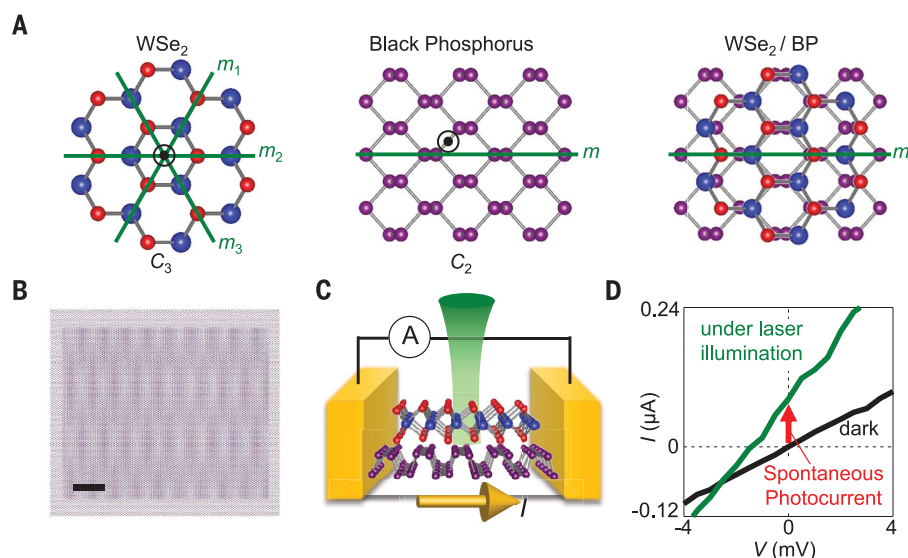 A
WSe₂
Black Phosphorus
WSe₂ / BP
m₁
m₂
m₃
C₃
m
C₂
m
B
C
A
I
D
0.24
under laser
illumination
I (μA)
dark
0
Spontaneous
Photocurrent
-0.12
-4
0
4
V (mV)